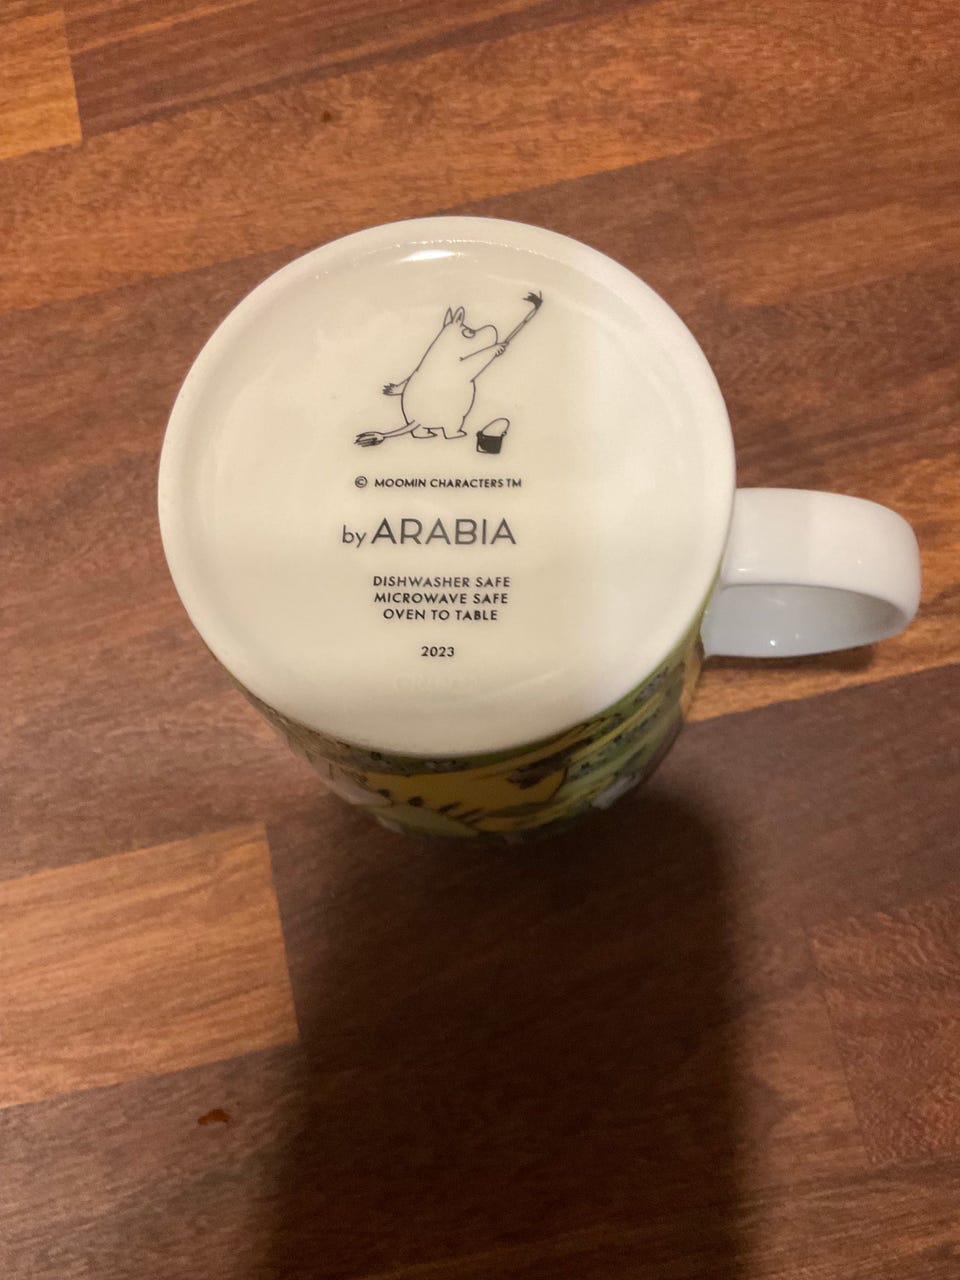 © MOOMIN CHARACTERS TM
by ARABIA
DISHWASHER SAFE
MICROWAVE SAFE
OVEN TO TABLE
2023